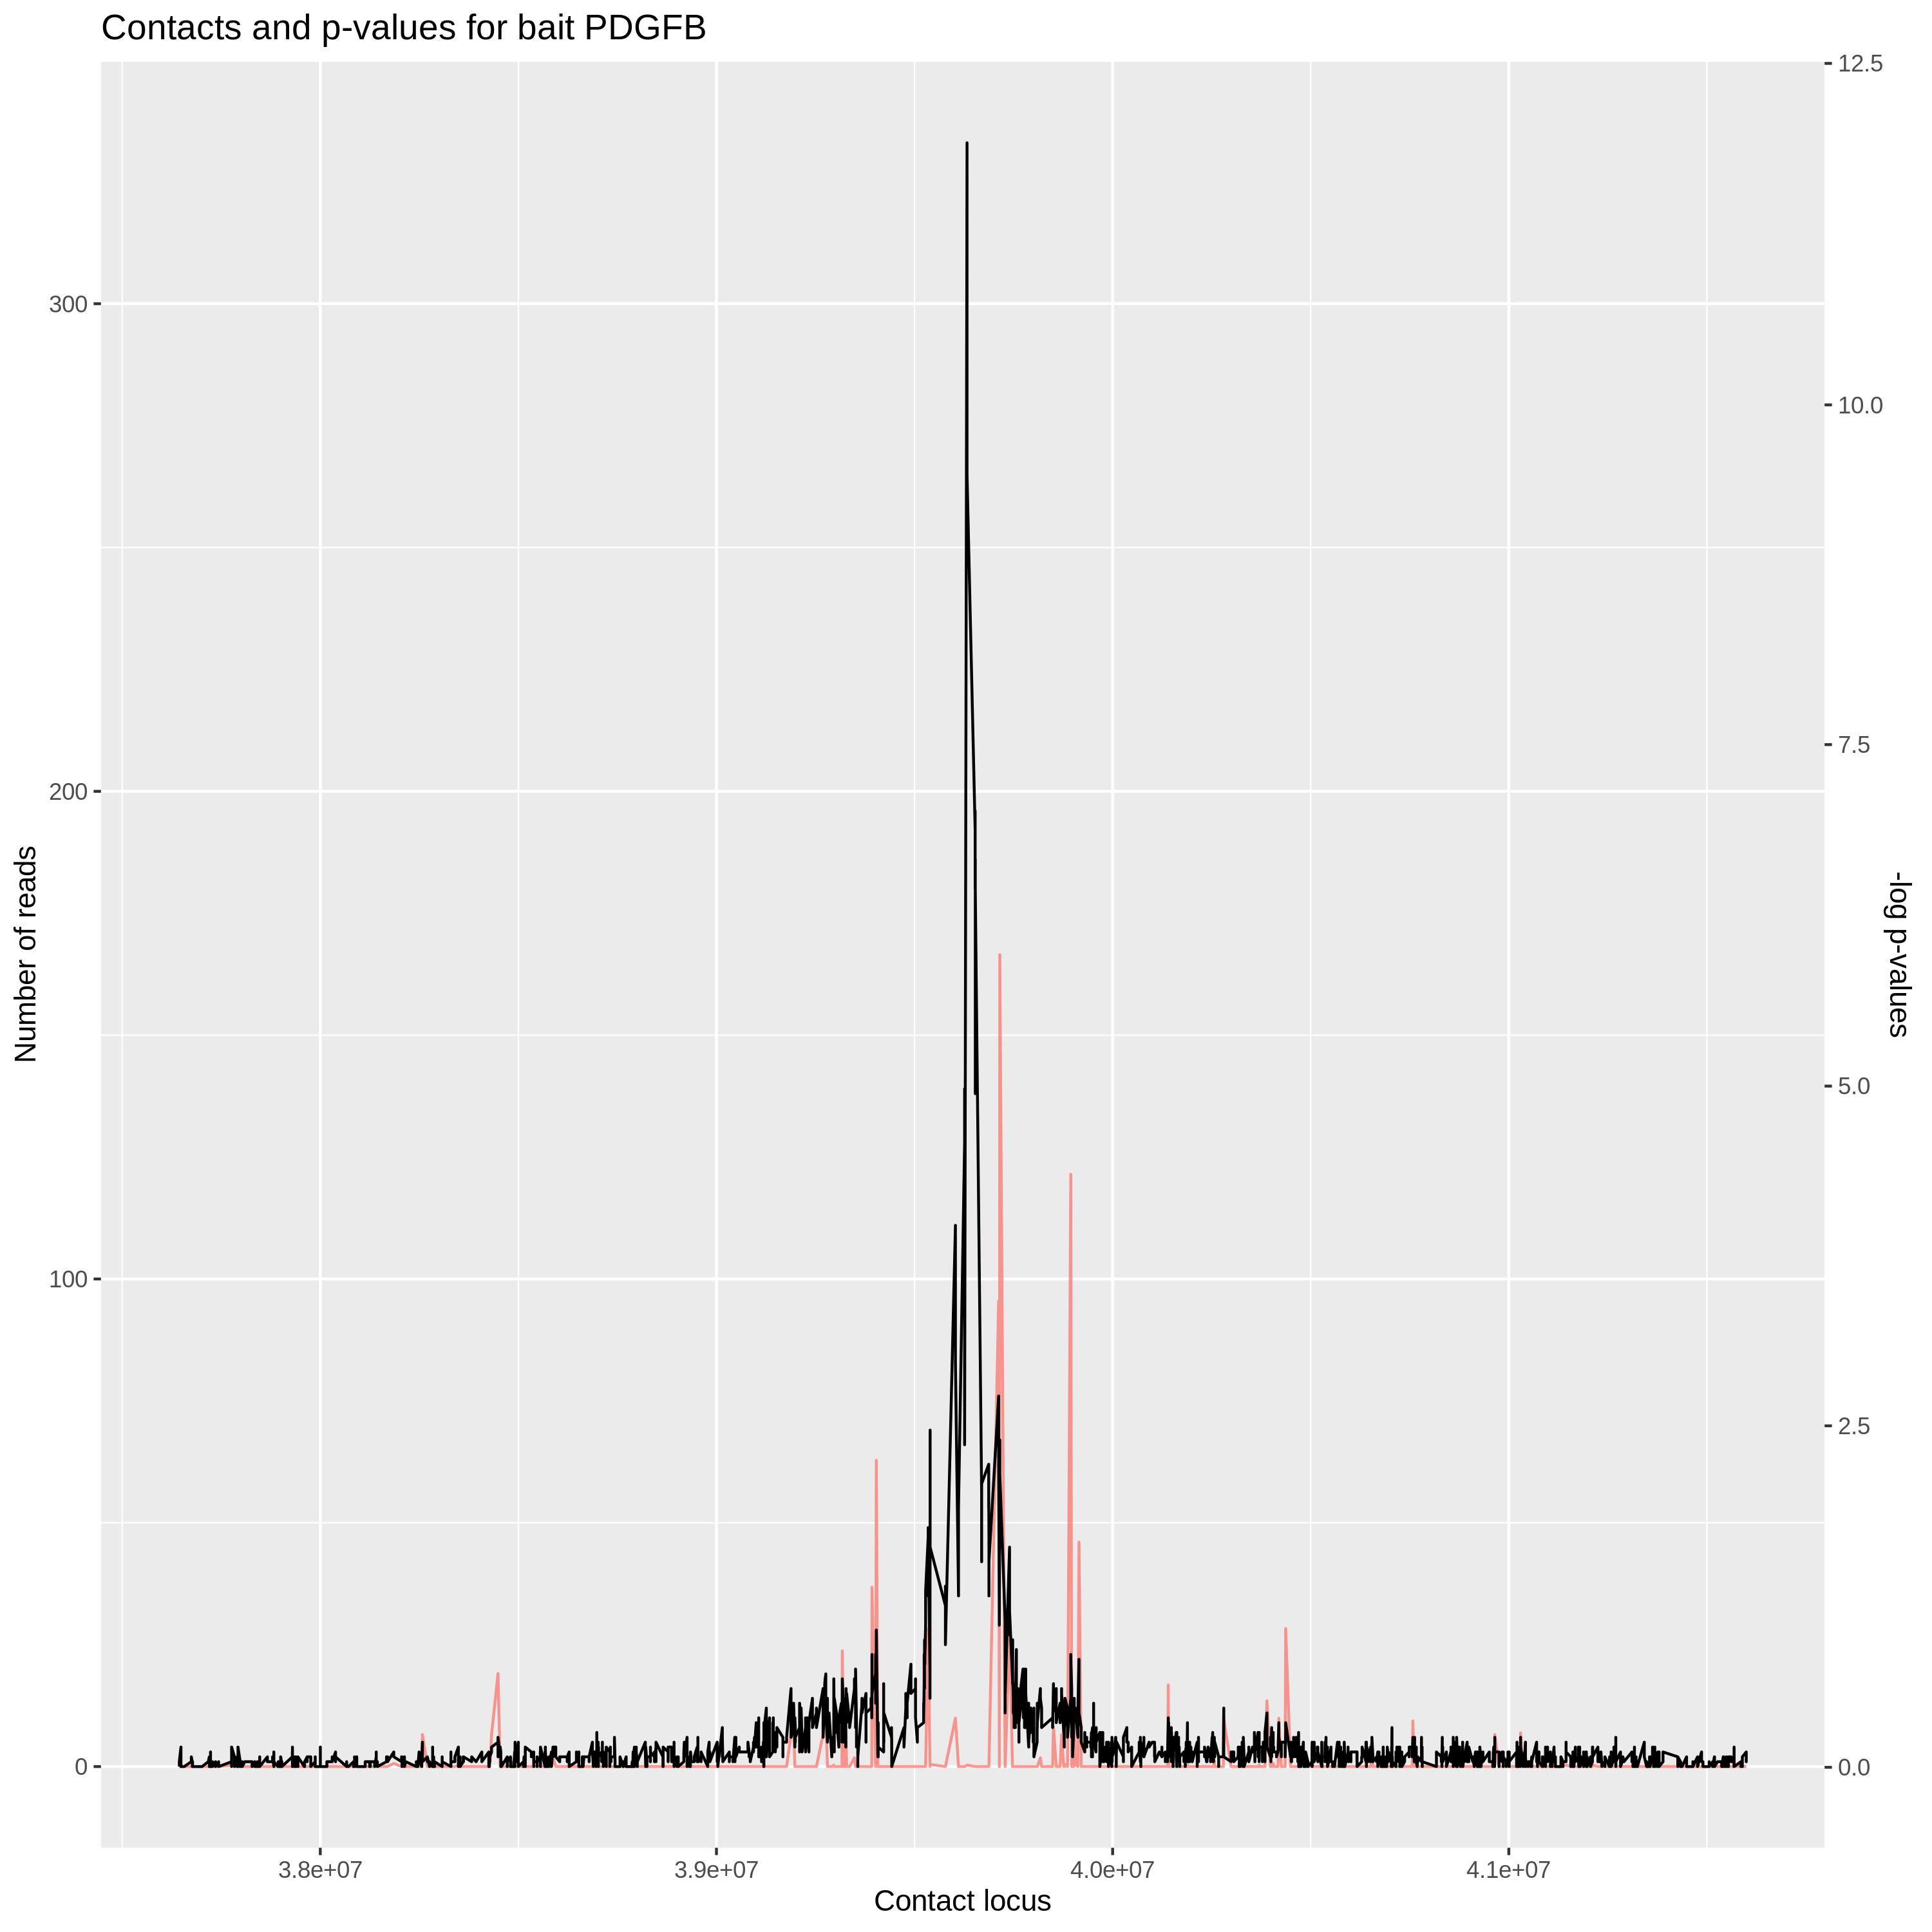 Contacts and p-values for bait PDGFB
12.5
10.0
7.5
5.0
2.5
0.0
300
200
100
0
Number of reads
-log p-values
3.8e+07
3.9e+07
4.0e+07
4.1e+07
Contact locus